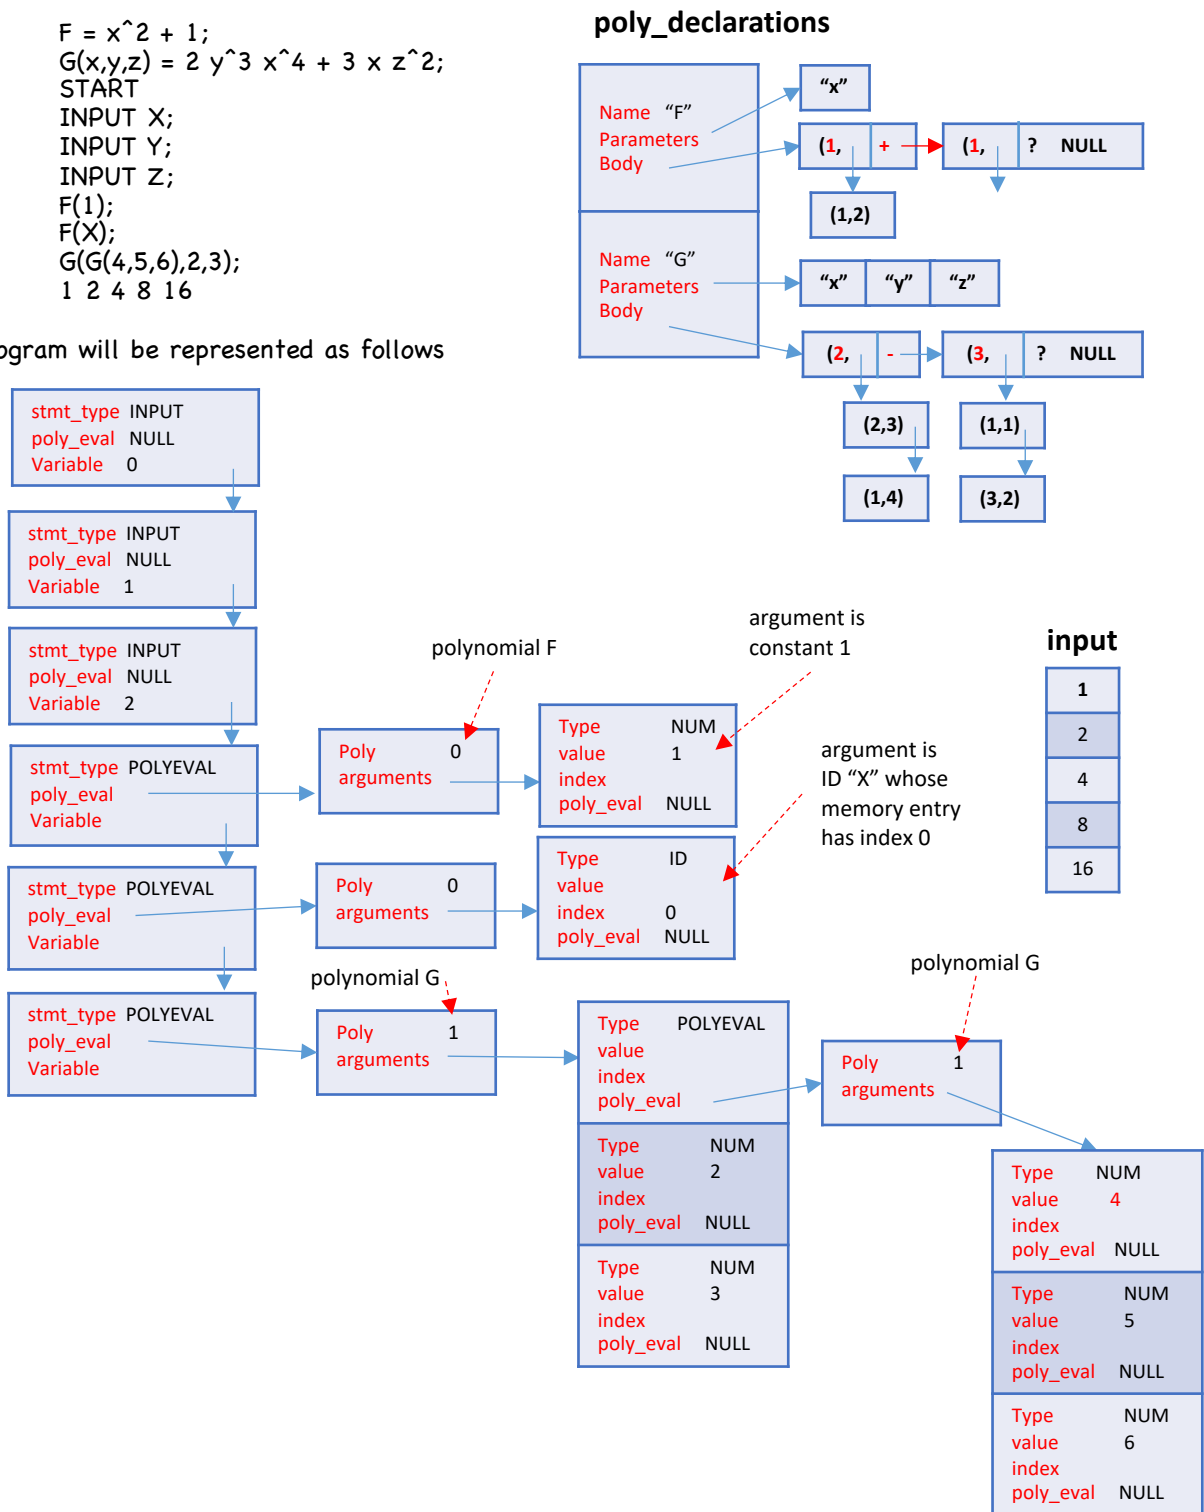 F = x^2 + 1;
G(x,y,z) = 2 y^3 x^4 + 3 x z^2;
START
INPUT X;
INPUT Y;
INPUT Z;
F(1);
F(X);
G(G(4,5,6),2,3);
1 2 4 8 16
ogram will be represented as follows
poly_declarations
Name “F”
Parameters
Body
“x”
(1, +
(1, ? NULL
(1,2)
Name “G”
Parameters
Body
“x” “y” “z”
(2, -
(3, ? NULL
(2,3)
(1,1)
(1,4)
(3,2)
stmt_type INPUT
poly_eval NULL
Variable 0
stmt_type INPUT
poly_eval NULL
Variable 1
stmt_type INPUT
poly_eval NULL
Variable 2
stmt_type POLYEVAL
poly_eval
Variable
stmt_type POLYEVAL
poly_eval
Variable
stmt_type POLYEVAL
poly_eval
Variable
polynomial F
argument is
constant 1
Poly 0
arguments
Type NUM
value 1
index
poly_eval NULL
argument is
ID “X” whose
memory entry
has index 0
Poly 0
arguments
Type ID
value
index 0
poly_eval NULL
input
1
2
4
8
16
polynomial G
Poly 1
arguments
Type POLYEVAL
value
index
poly_eval
Type NUM
value 2
index
poly_eval NULL
Type NUM
value 3
index
poly_eval NULL
polynomial G
Poly 1
arguments
Type NUM
value 4
index
poly_eval NULL
Type NUM
value 5
index
poly_eval NULL
Type NUM
value 6
index
poly_eval NULL